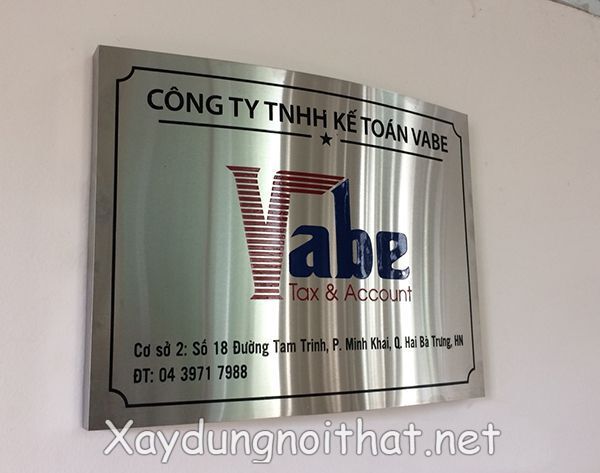 CÔNG TY TNHH KẾ TOÁN VABE
Vabe
Tax & Account
Cơ sở 2: Số 18 Đường Tam Trinh, P. Minh Khai, Q. Hai Bà Trưng, HN
ĐT: 04 3971 7988
Xaydungnoithat.net